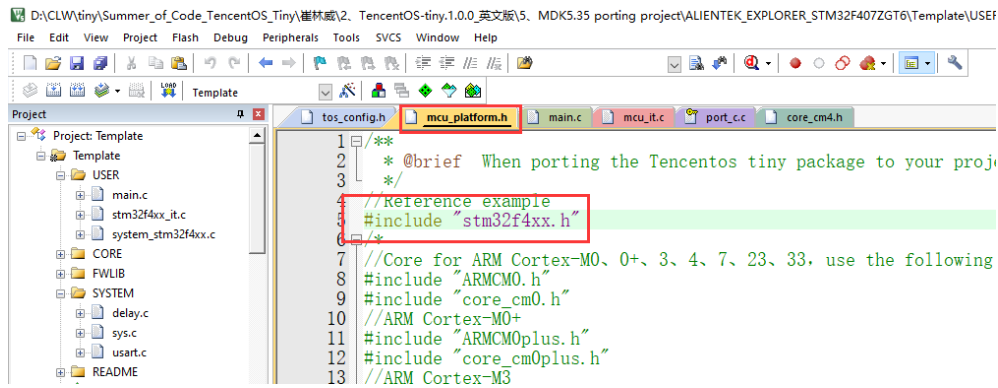 D:\CLW\tiny\Summer_of_Code_TencentOS_Tiny\崔林威\2、TencentOS-tiny.1.0.0_英文版\5、MDK5.35 porting project\ALIENTEK_EXPLORER_STM32F407ZGT6\Template\USER
File Edit View Project Flash Debug Peripherals Tools SVCS Window Help
LOAD Template
Project
tos_config.h mcu_platform.h main.c mcu_it.c port_c.c core_cm4.h
Project: Template
Template
USER
main.c
stm32f4xx_it.c
system_stm32f4xx.c
CORE
FWLIB
SYSTEM
delay.c
sys.c
usart.c
README
1 /**
2 * @brief When porting the Tencentos tiny package to your proj
3 */
4 //Reference example
5 #include "stm32f4xx.h"
6 /*
7 //Core for ARM Cortex-M0、0+、3、4、7、23、33，use the following
8 #include "ARMCM0.h"
9 #include "core_cm0.h"
10 //ARM Cortex-M0+
11 #include "ARMCM0plus.h"
12 #include "core_cm0plus.h"
13 //ARM Cortex-M3